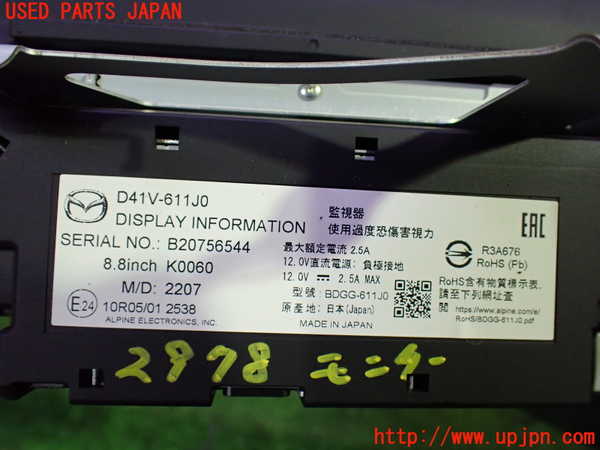 USED PARTS JAPAN
D41V-611J0
DISPLAY INFORMATION
SERIAL NO.: B20756544
8.8inch K0060
M/D: 2207
E24
10R05/01 2538
ALPINE ELECTRONICS, INC.
監視器
使用過度恐傷害視力
最大額定電流 2.5A
12.0V直流電源: 負極接地
12.0V 2.5A MAX
型號: BDGG-611J0
原產地: 日本(Japan)
MADE IN JAPAN
EAC
R3A676
RoHS (Pb)
RoHS含有物質標示表,
請至下列網址查
閱 https://www.alpine.com/e/
RoHS/BDGG-611J0.pdf
2978 モニター
http://www.upjpn.com/